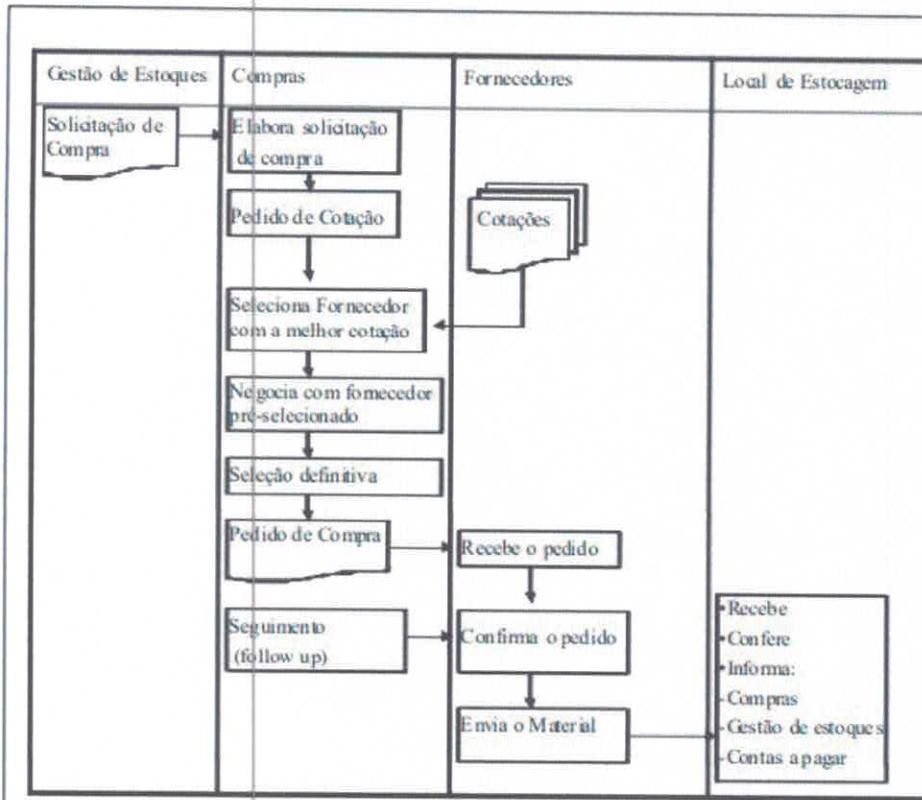 Gestão de Estoques
Compras
Fornecedores
Local de Estocagem
Solicitação de
Compra
Elabora solicitação
de compra
Pedido de Cotação
Cotações
Seleciona Fornecedor
com a melhor cotação
Negocia com fornecedor
pré-selecionado
Seleção definitiva
Pedido de Compra
Recebe o pedido
Seguimento
(follow up)
Confirma o pedido
Envia o Material
•Recebe
•Confere
•Informa:
-Compras
-Gestão de estoques
-Contas a pagar